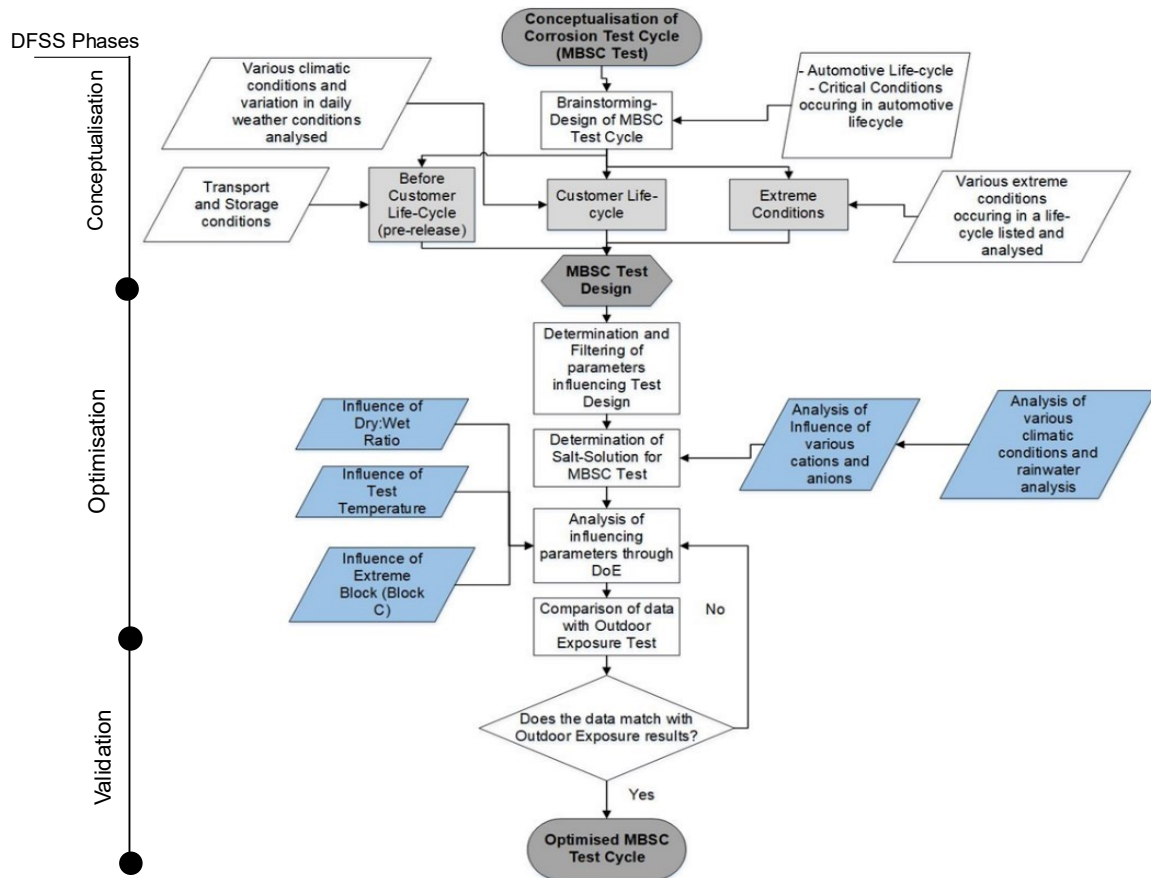 DFSS Phases
Conceptualisation of
Corrosion Test Cycle
(MBSC Test)
Various climatic
conditions and
variation in daily
weather conditions
analysed
Brainstorming-
Design of MBSC
Test Cycle
- Automotive Life-cycle
- Critical Conditions
occuring in automotive
lifecycle
Conceptualisation
Transport
and Storage
conditions
Before
Customer
Life-Cycle
(pre-release)
Customer Life-
cycle
Extreme
Conditions
Various extreme
conditions
occuring in a life-
cycle listed and
analysed
MBSC Test
Design
Determination and
Filtering of
parameters
influencing Test
Design
Optimisation
Influence of
Dry:Wet
Ratio
Determination of
Salt-Solution for
MBSC Test
Analysis of
Influence of
various
cations and
anions
Analysis of
various
climatic
conditions and
rainwater
analysis
Influence of
Test
Temperature
Analysis of
influencing
parameters through
DoE
Influence of
Extreme
Block (Block
C)
Comparison of data
with Outdoor
Exposure Test
No
Validation
Does the data match with
Outdoor Exposure results?
Yes
Optimised MBSC
Test Cycle